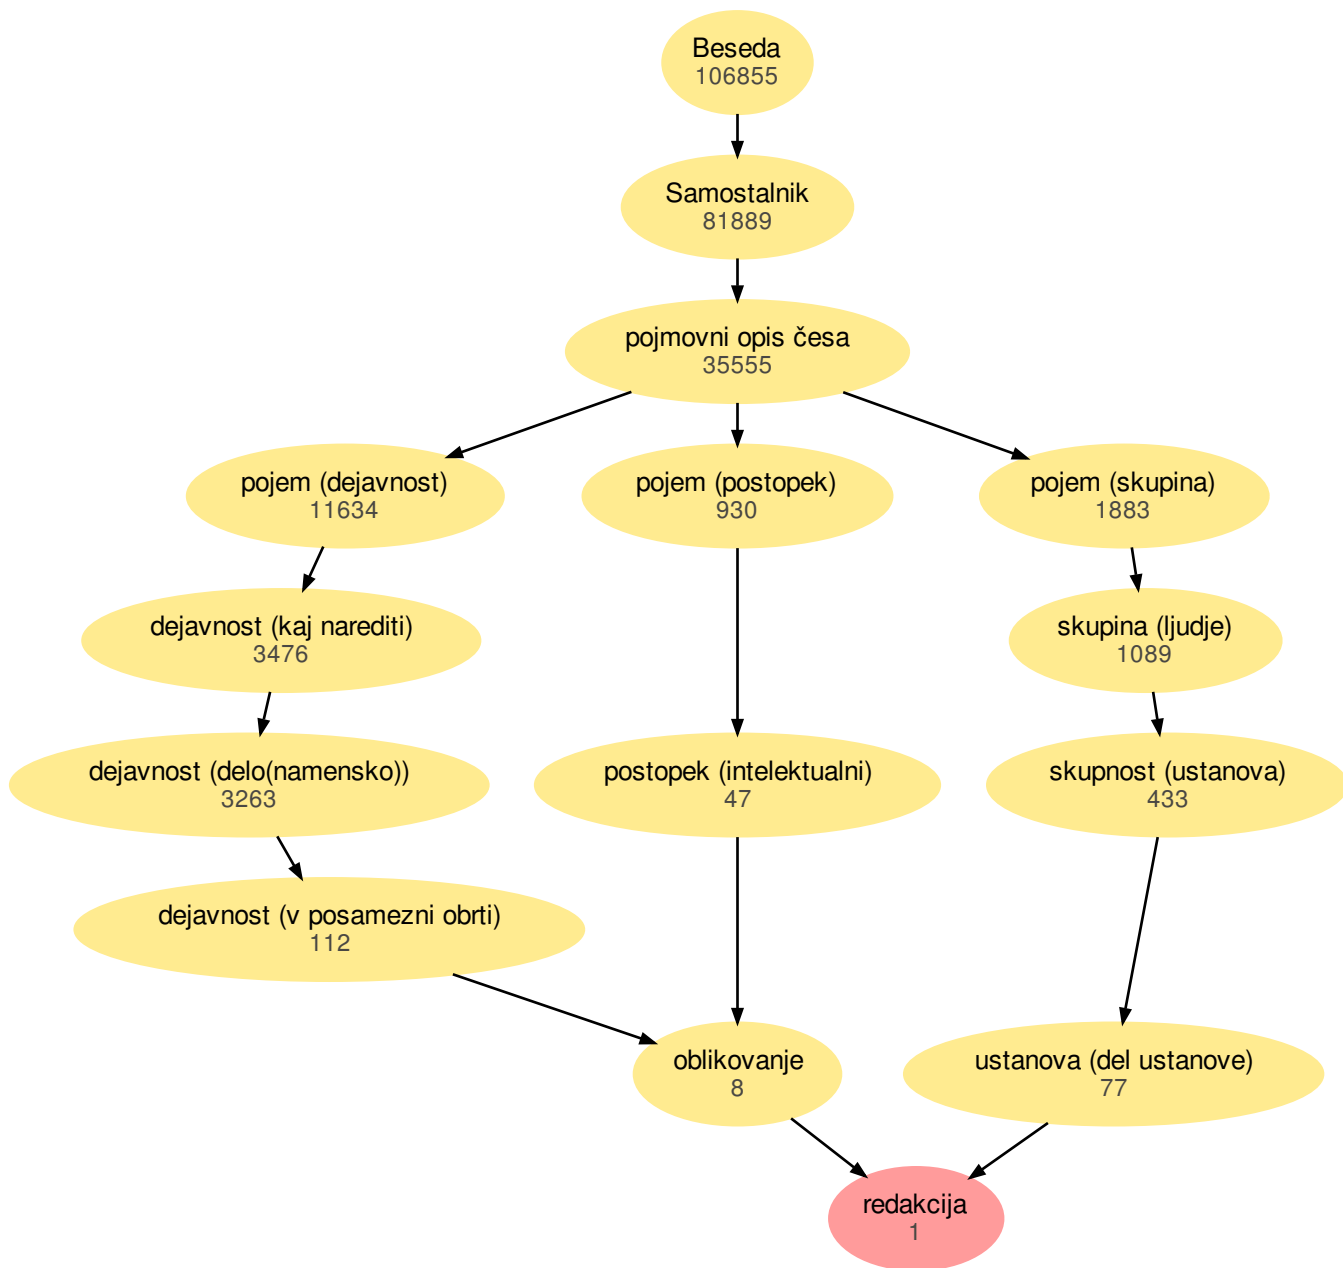 Beseda
106855
Samostalnik
81889
pojmovni opis česa
35555
pojem (dejavnost)
11634
pojem (postopek)
930
pojem (skupina)
1883
dejavnost (kaj narediti)
3476
skupina (ljudje)
1089
dejavnost (delo(namensko))
3263
postopek (intelektualni)
47
skupnost (ustanova)
433
dejavnost (v posamezni obrti)
112
oblikovanje
8
ustanova (del ustanove)
77
redakcija
1